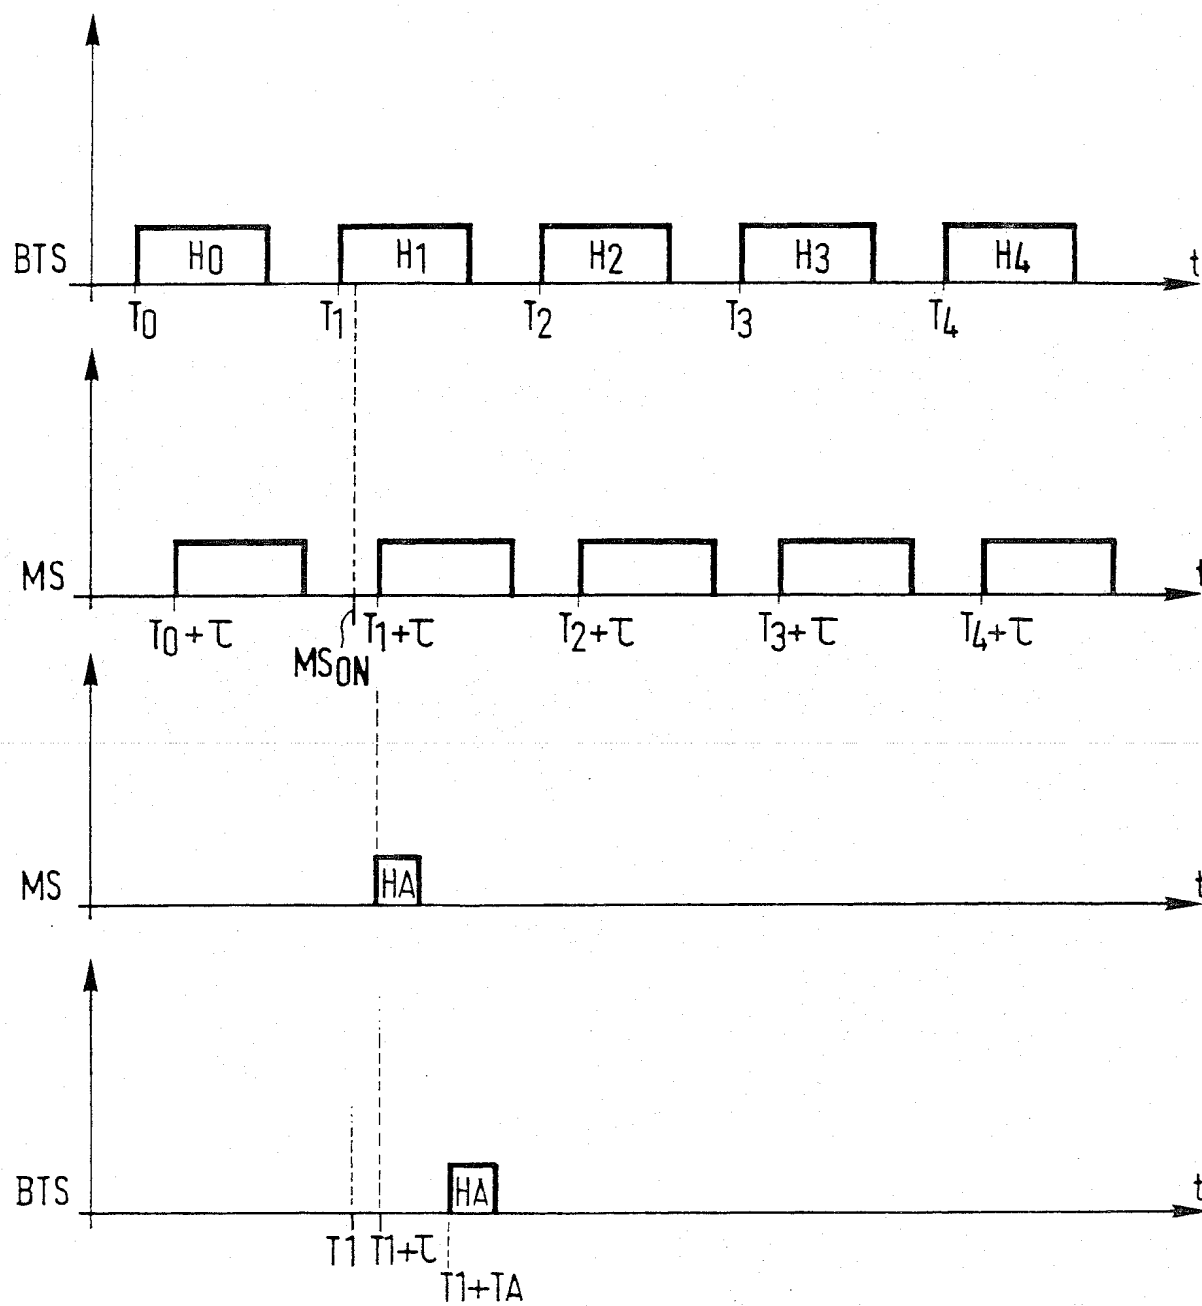 BTS H0 H1 H2 H3 H4 t
T0 T1 T2 T3 T4
MS t
T0+τ T1+τ T2+τ T3+τ T4+τ
MSON
MS HA t
BTS HA t
T1 T1+τ
T1+TA